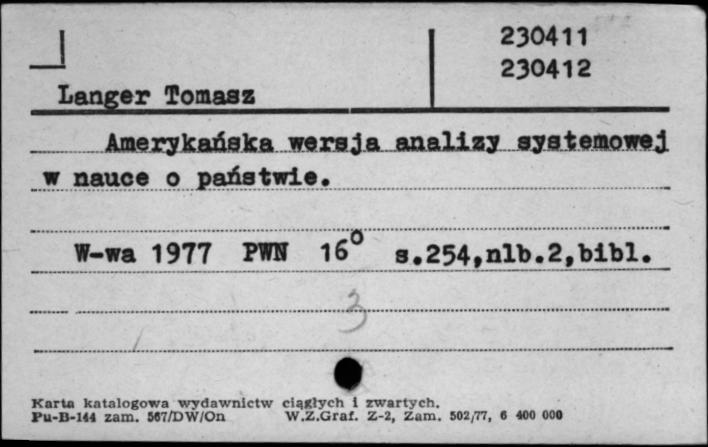 230411
230412
Langer Tomasz
Amerykańska wersja analizy systemowej
w nauce o państwie.
W-wa 1977 PWN 16° s.254,nlb.2,bibl.
3
Karta katalogowa wydawnictw ciągłych i zwartych.
Pu-B-144 zam. 567/DW/On W.Z.Graf. Z-2, Zam. 502/77, 6 400 000